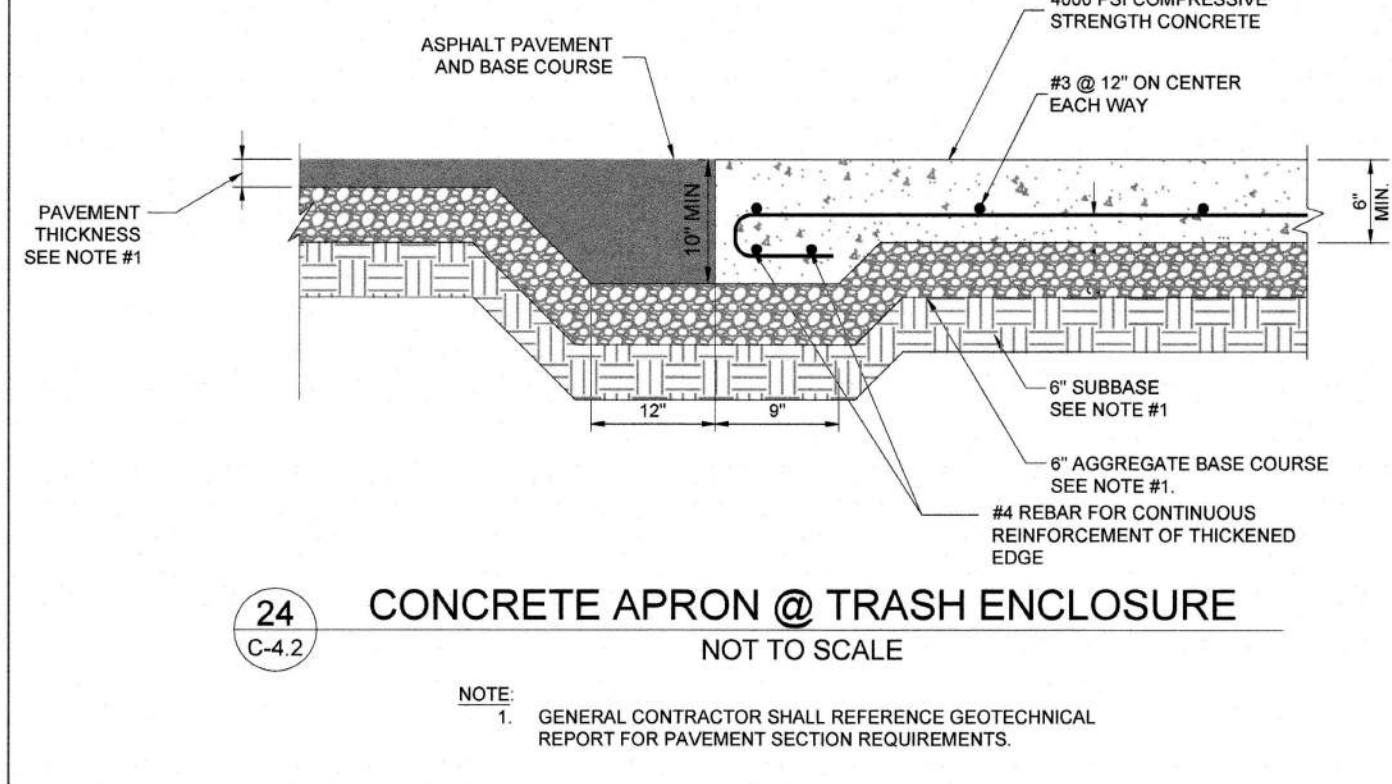 4000 PSI COMPRESSIVE
STRENGTH CONCRETE
ASPHALT PAVEMENT
AND BASE COURSE
#3 @ 12" ON CENTER
EACH WAY
PAVEMENT
THICKNESS
SEE NOTE #1
10" MIN
6"
MIN.
12"
9"
6" SUBBASE
SEE NOTE #1
6" AGGREGATE BASE COURSE
SEE NOTE #1.
#4 REBAR FOR CONTINUOUS
REINFORCEMENT OF THICKENED
EDGE
24
C-4.2
CONCRETE APRON @ TRASH ENCLOSURE
NOT TO SCALE
NOTE:
1. GENERAL CONTRACTOR SHALL REFERENCE GEOTECHNICAL
REPORT FOR PAVEMENT SECTION REQUIREMENTS.